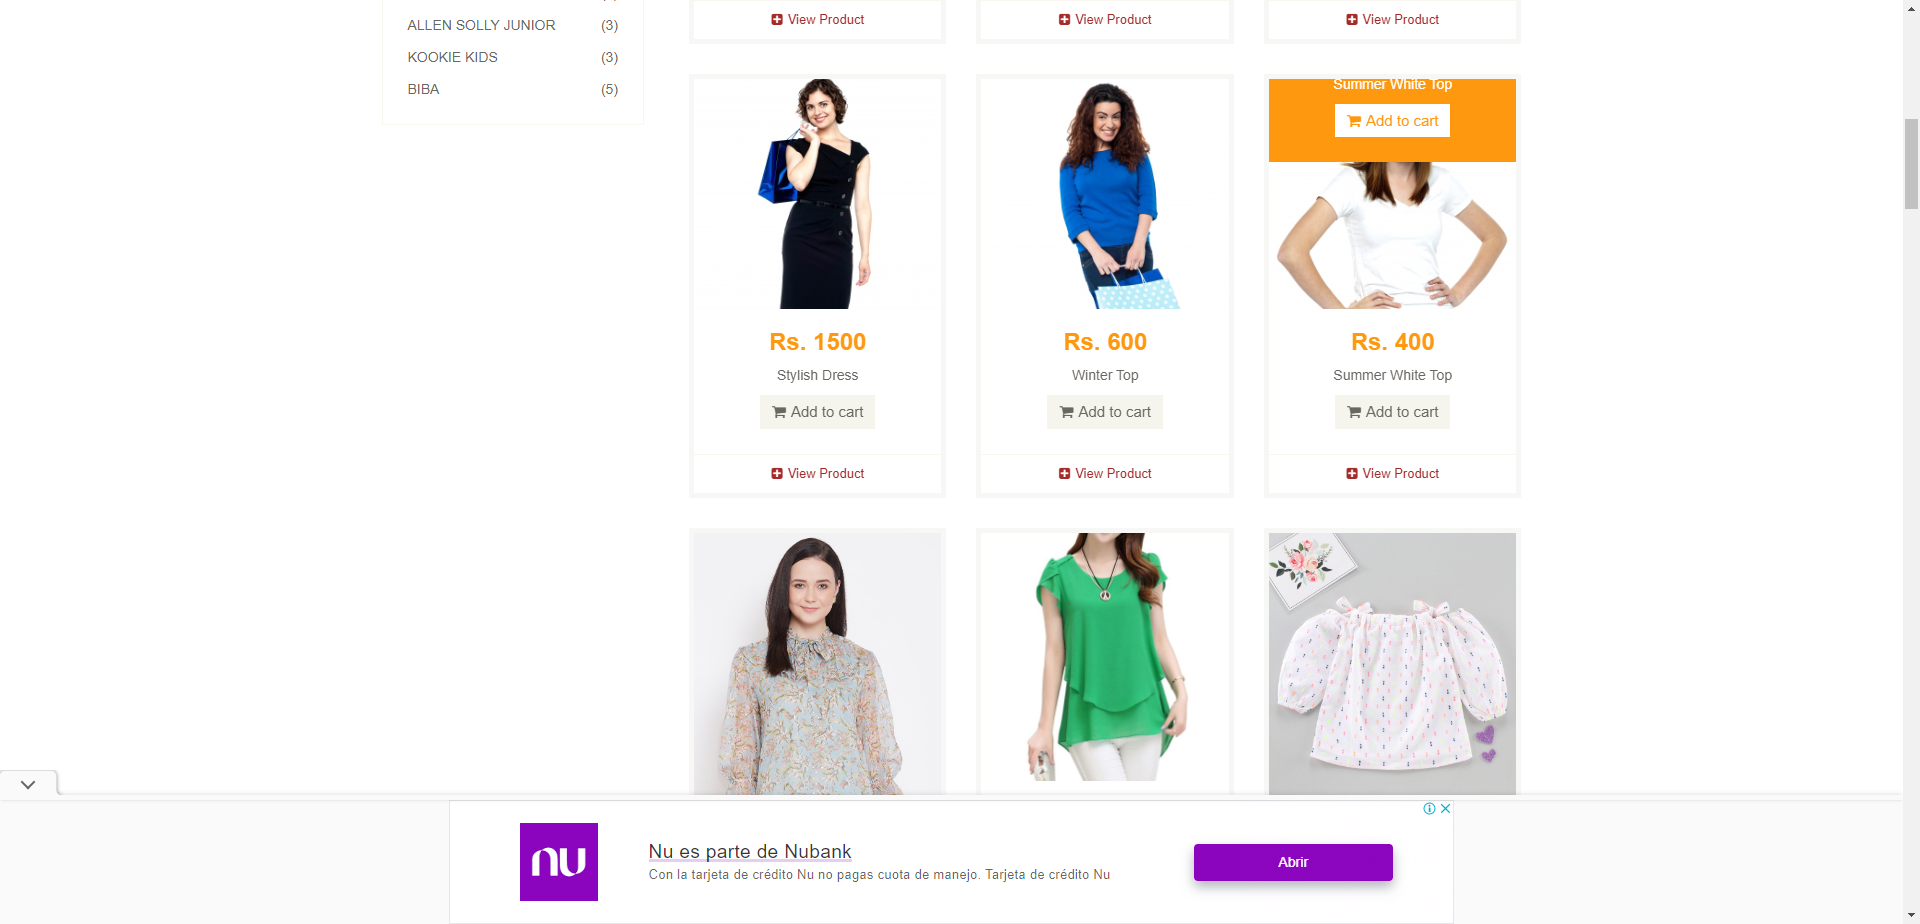 ALLEN SOLLY JUNIOR (3)
KOOKIE KIDS (3)
BIBA (5)
View Product
View Product
View Product
Summer White Top
Add to cart
Rs. 1500
Stylish Dress
Add to cart
View Product
Rs. 600
Winter Top
Add to cart
View Product
Rs. 400
Summer White Top
Add to cart
View Product
nu
Nu es parte de Nubank
Con la tarjeta de crédito Nu no pagas cuota de manejo. Tarjeta de crédito Nu
Abrir